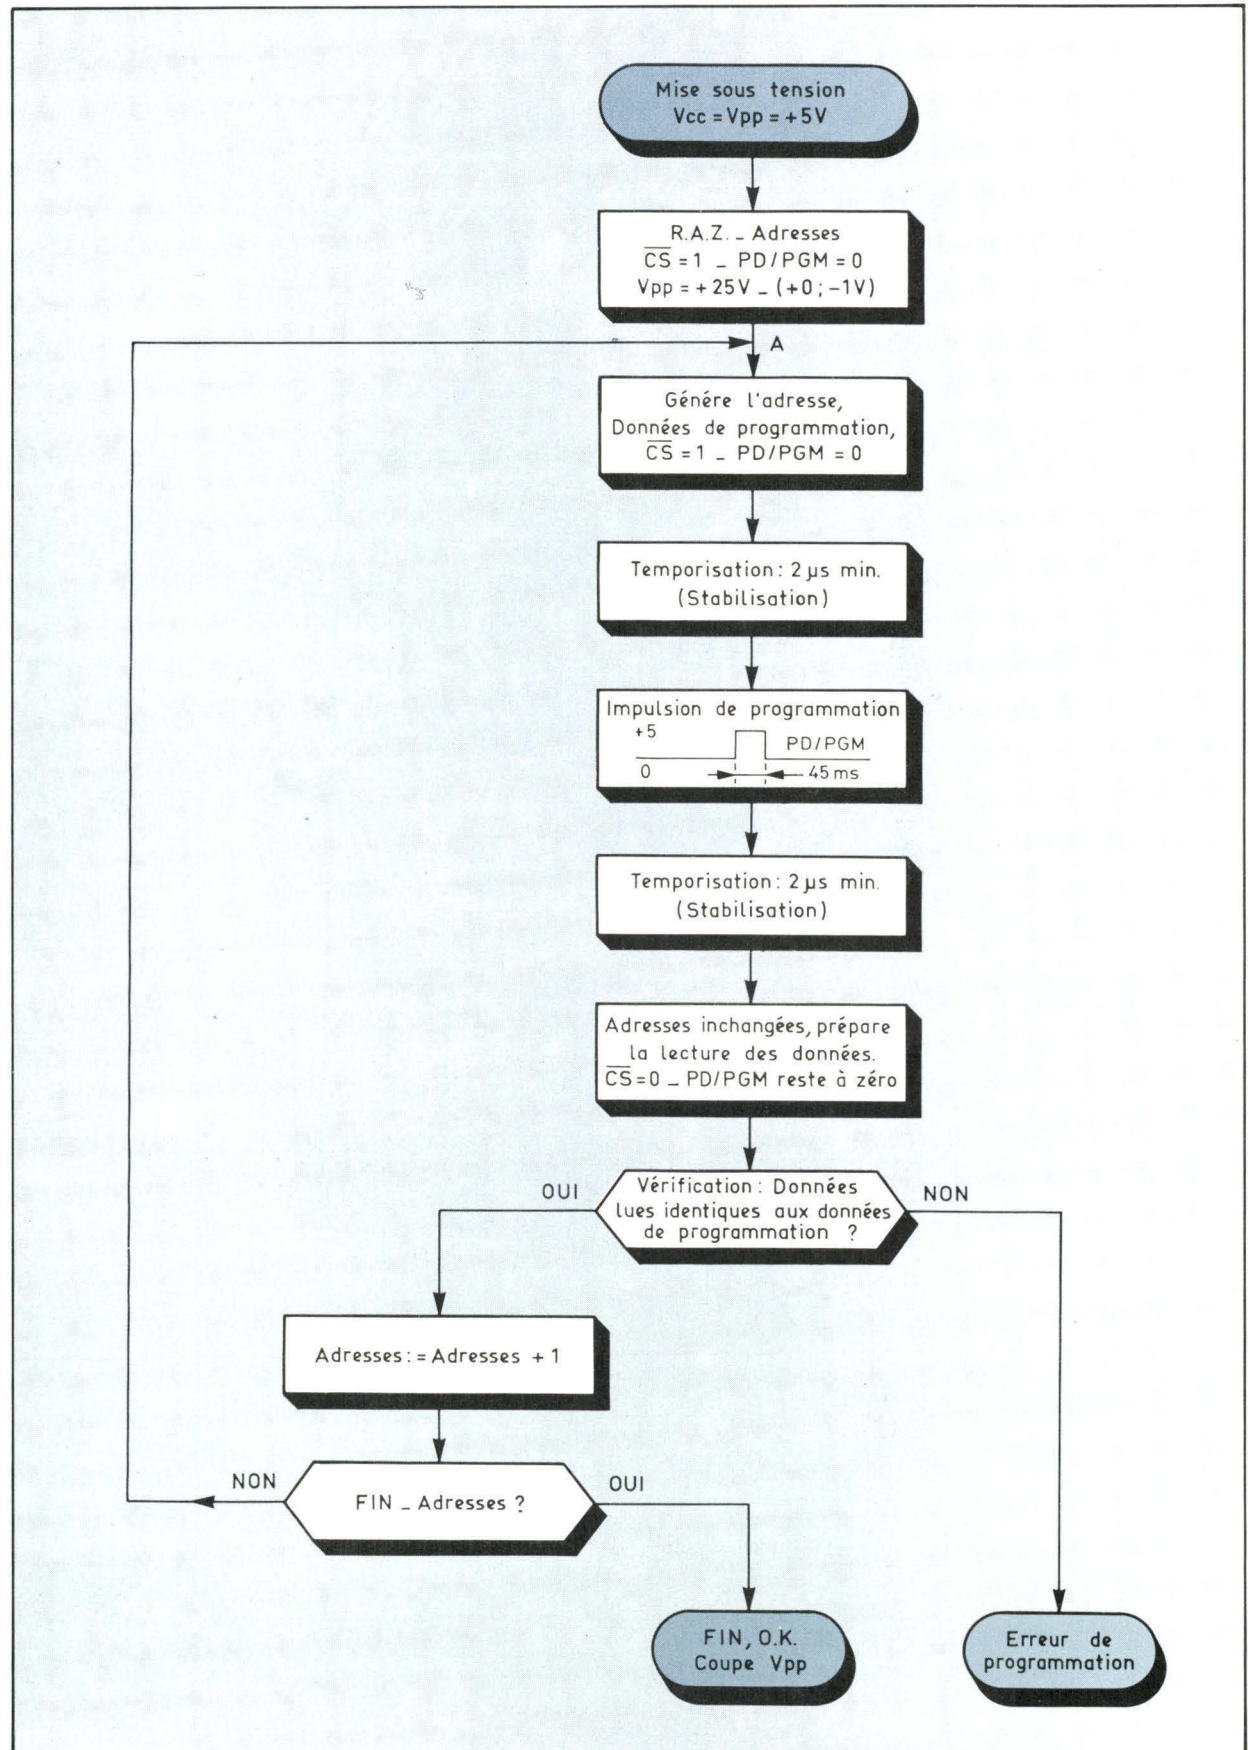 Mise sous tension
Vcc = Vpp = +5V
R.A.Z. _ Adresses
C̅S̅ = 1 _ PD/PGM = 0
Vpp = +25V _ (+0 ; -1V)
A
Génére l'adresse,
Données de programmation,
C̅S̅ = 1 _ PD/PGM = 0
Temporisation : 2 µs min.
(Stabilisation)
Impulsion de programmation
+5
PD/PGM
0
45 ms
Temporisation : 2 µs min.
(Stabilisation)
Adresses inchangées, prépare
la lecture des données.
C̅S̅ = 0 _ PD/PGM reste à zéro
OUI
Vérification : Données
lues identiques aux données
de programmation ?
NON
Adresses : = Adresses + 1
NON
FIN _ Adresses ?
OUI
FIN, O.K.
Coupe Vpp
Erreur de
programmation